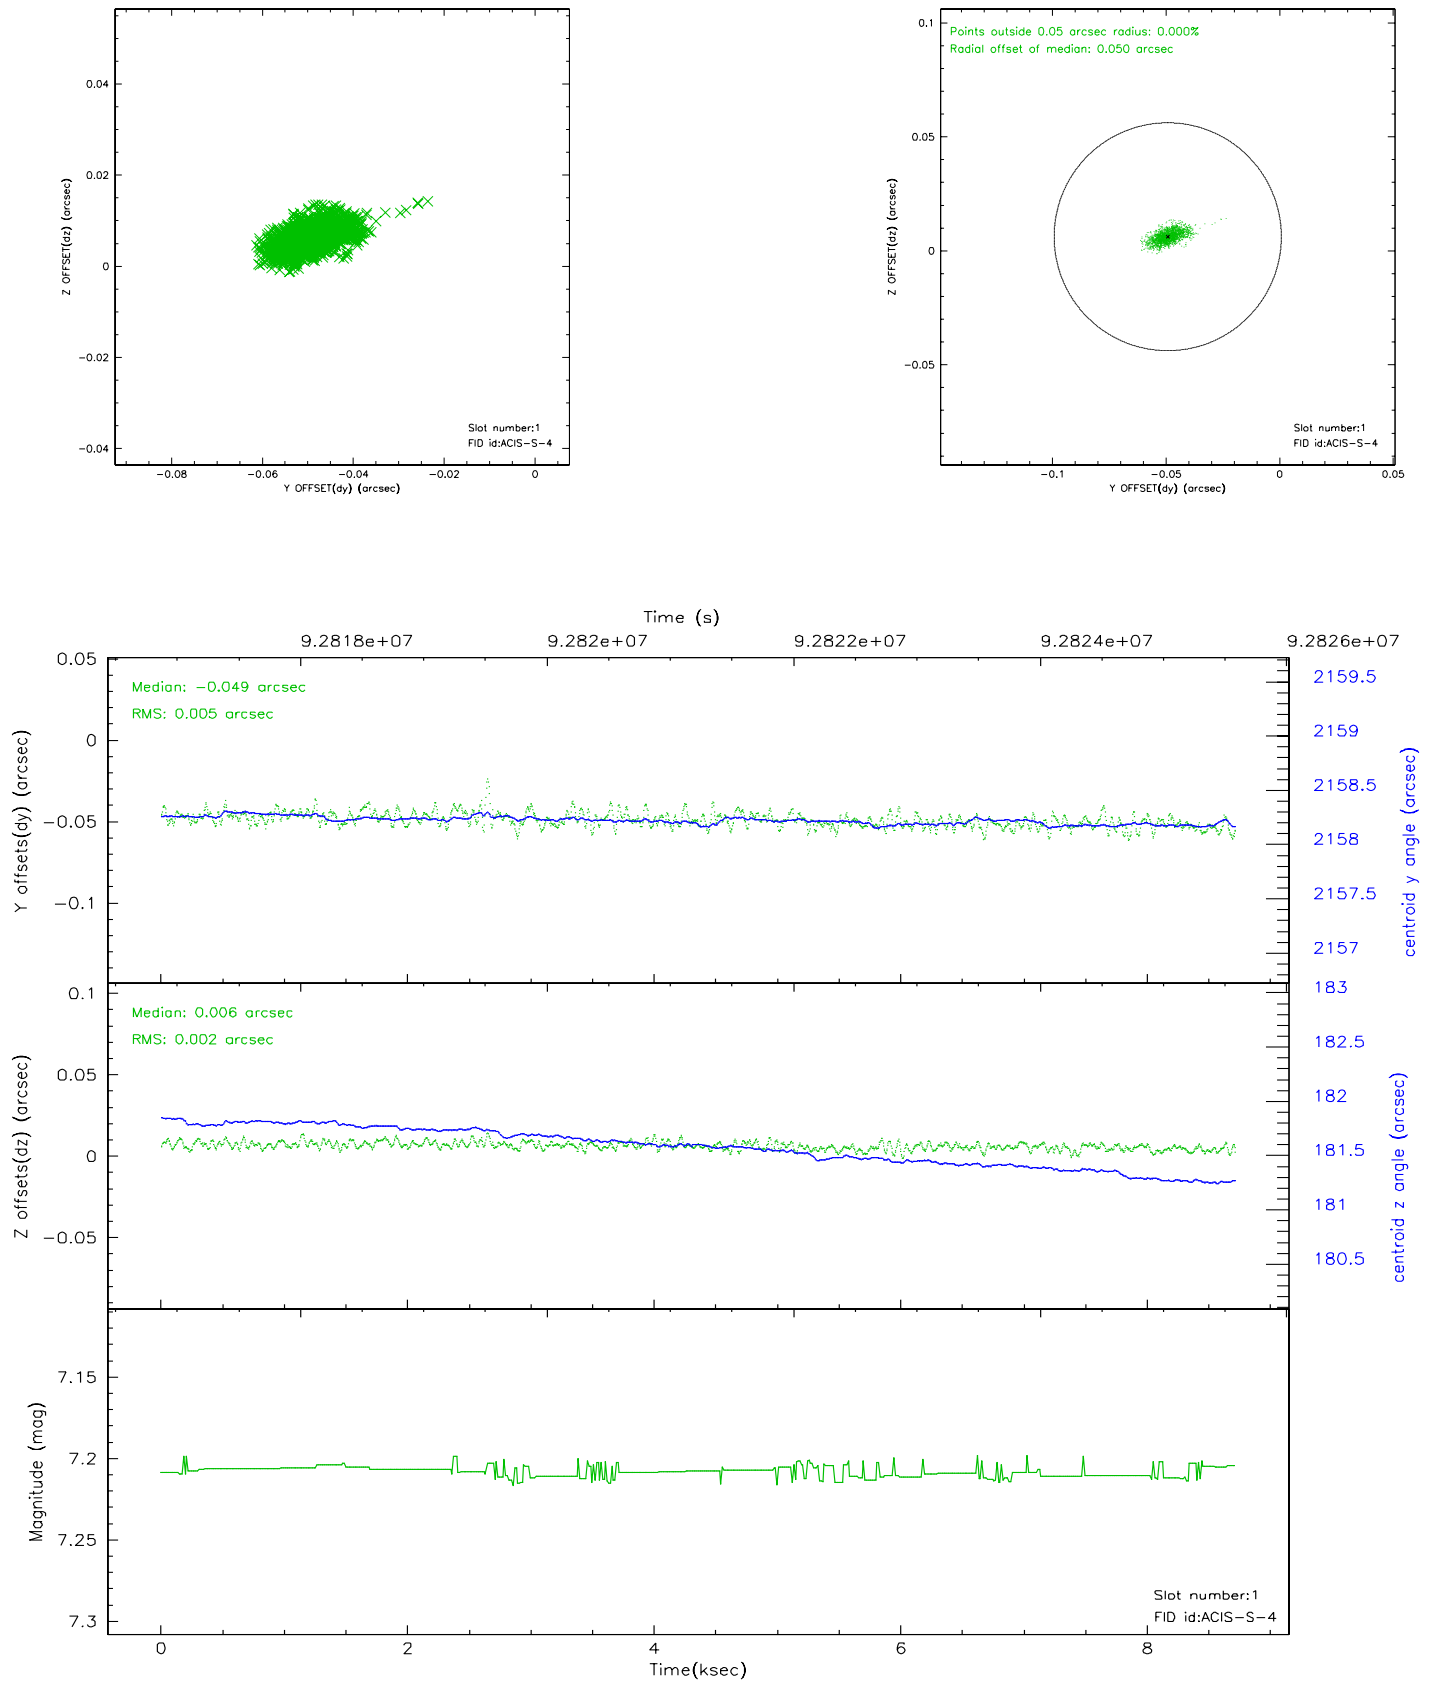 0.04
0.02
0
-0.02
-0.04
Z OFFSET(dz) (arcsec)
Slot number:1
FID id:ACIS-S-4
-0.08 -0.06 -0.04 -0.02 0
Y OFFSET(dy) (arcsec)
Points outside 0.05 arcsec radius: 0.000%
Radial offset of median: 0.050 arcsec
0.1
0.05
0
-0.05
Z OFFSET(dz) (arcsec)
Slot number:1
FID id:ACIS-S-4
-0.1 -0.05 0 0.05
Y OFFSET(dy) (arcsec)
Time (s)
9.2818e+07 9.282e+07 9.2822e+07 9.2824e+07 9.2826e+07
Median: -0.049 arcsec
RMS: 0.005 arcsec
0.05
0
-0.05
-0.1
Y offsets(dy) (arcsec)
2159.5
2159
2158.5
2158
2157.5
2157
centroid y angle (arcsec)
Median: 0.006 arcsec
RMS: 0.002 arcsec
0.1
0.05
0
-0.05
Z offsets(dz) (arcsec)
183
182.5
182
181.5
181
180.5
centroid z angle (arcsec)
7.15
7.2
7.25
7.3
Magnitude (mag)
Slot number:1
FID id:ACIS-S-4
0 2 4 6 8
Time(ksec)